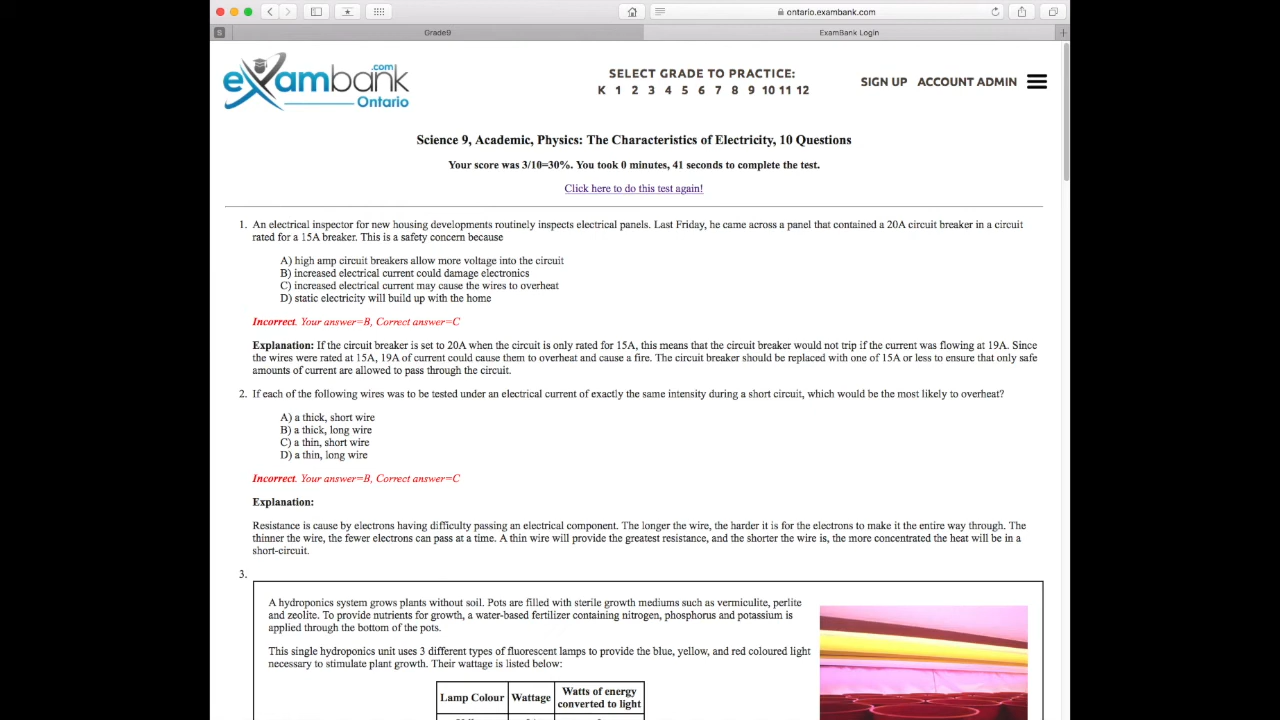 ontario.exambank.com
S
Grade9
ExamBank Login
exambank
.com
Ontario
SELECT GRADE TO PRACTICE:
K 1 2 3 4 5 6 7 8 9 10 11 12
SIGN UP ACCOUNT ADMIN
Science 9, Academic, Physics: The Characteristics of Electricity, 10 Questions
Your score was 3/10=30%. You took 0 minutes, 41 seconds to complete the test.
Click here to do this test again!
1. An electrical inspector for new housing developments routinely inspects electrical panels. Last Friday, he came across a panel that contained a 20A circuit breaker in a circuit
rated for a 15A breaker. This is a safety concern because
A) high amp circuit breakers allow more voltage into the circuit
B) increased electrical current could damage electronics
C) increased electrical current may cause the wires to overheat
D) static electricity will build up with the home
Incorrect. Your answer=B, Correct answer=C
Explanation: If the circuit breaker is set to 20A when the circuit is only rated for 15A, this means that the circuit breaker would not trip if the current was flowing at 19A. Since
the wires were rated at 15A, 19A of current could cause them to overheat and cause a fire. The circuit breaker should be replaced with one of 15A or less to ensure that only safe
amounts of current are allowed to pass through the circuit.
2. If each of the following wires was to be tested under an electrical current of exactly the same intensity during a short circuit, which would be the most likely to overheat?
A) a thick, short wire
B) a thick, long wire
C) a thin, short wire
D) a thin, long wire
Incorrect. Your answer=B, Correct answer=C
Explanation:
Resistance is cause by electrons having difficulty passing an electrical component. The longer the wire, the harder it is for the electrons to make it the entire way through. The
thinner the wire, the fewer electrons can pass at a time. A thin wire will provide the greatest resistance, and the shorter the wire is, the more concentrated the heat will be in a
short-circuit.
3.
A hydroponics system grows plants without soil. Pots are filled with sterile growth mediums such as vermiculite, perlite
and zeolite. To provide nutrients for growth, a water-based fertilizer containing nitrogen, phosphorus and potassium is
applied through the bottom of the pots.
This single hydroponics unit uses 3 different types of fluorescent lamps to provide the blue, yellow, and red coloured light
necessary to stimulate plant growth. Their wattage is listed below:
Lamp Colour Wattage Watts of energy
converted to light